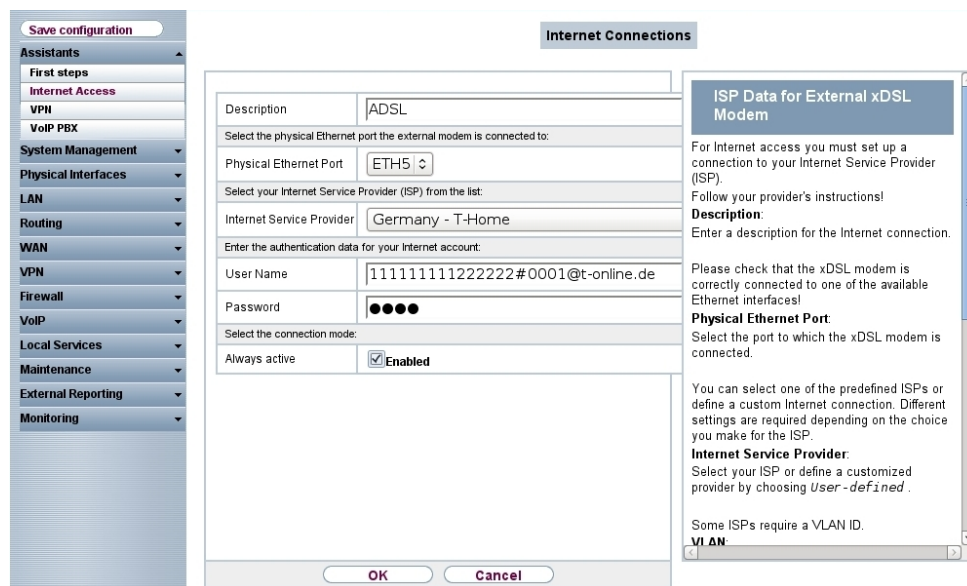 Save configuration
Assistants
First steps
Internet Access
VPN
VoIP PBX
System Management
Physical Interfaces
LAN
Routing
WAN
VPN
Firewall
VoIP
Local Services
Maintenance
External Reporting
Monitoring
Internet Connections
Description
ADSL
Select the physical Ethernet port the external modem is connected to:
Physical Ethernet Port
ETH5
Select your Internet Service Provider (ISP) from the list:
Internet Service Provider
Germany - T-Home
Enter the authentication data for your Internet account:
User Name
111111111222222#0001@t-online.de
Password
●●●●
Select the connection mode:
Always active
Enabled
OK
Cancel
ISP Data for External xDSL
Modem
For Internet access you must set up a
connection to your Internet Service Provider
(ISP).
Follow your provider's instructions!
Description:
Enter a description for the Internet connection.
Please check that the xDSL modem is
correctly connected to one of the available
Ethernet interfaces!
Physical Ethernet Port:
Select the port to which the xDSL modem is
connected.
You can select one of the predefined ISPs or
define a custom Internet connection. Different
settings are required depending on the choice
you make for the ISP.
Internet Service Provider:
Select your ISP or define a customized
provider by choosing User-defined .
Some ISPs require a VLAN ID.
VLAN: